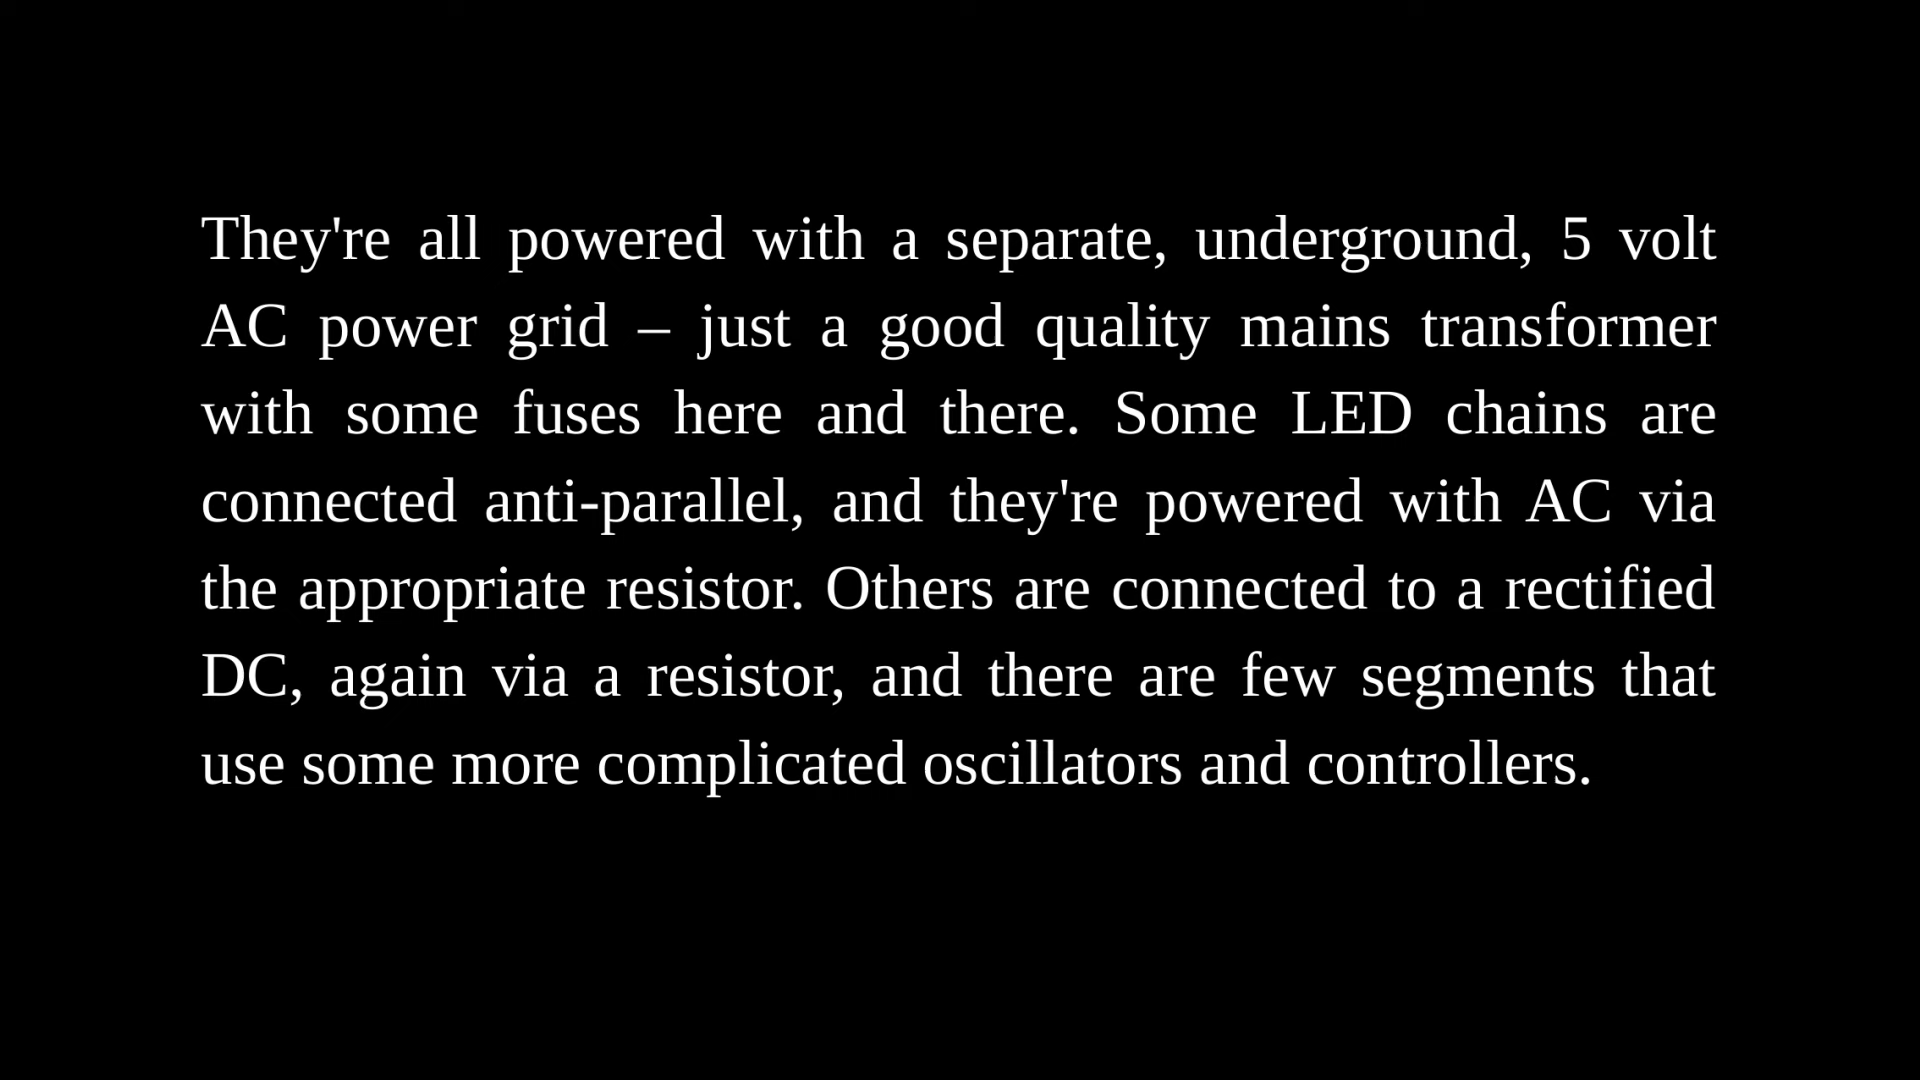 They're all powered with a separate, underground, 5 volt
AC power grid – just a good quality mains transformer
with some fuses here and there. Some LED chains are
connected anti-parallel, and they're powered with AC via
the appropriate resistor. Others are connected to a rectified
DC, again via a resistor, and there are few segments that
use some more complicated oscillators and controllers.